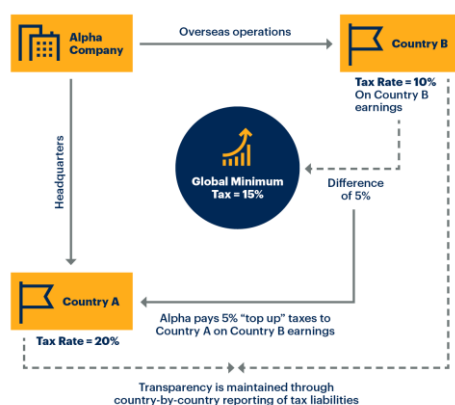 Alpha
Company
Overseas operations
Country B
Tax Rate = 10%
On Country B
earnings
Global Minimum
Tax = 15%
Difference
of 5%
Headquarters
Country A
Alpha pays 5% “top up” taxes to
Country A on Country B earnings
Tax Rate = 20%
Transparency is maintained through
country-by-country reporting of tax liabilities